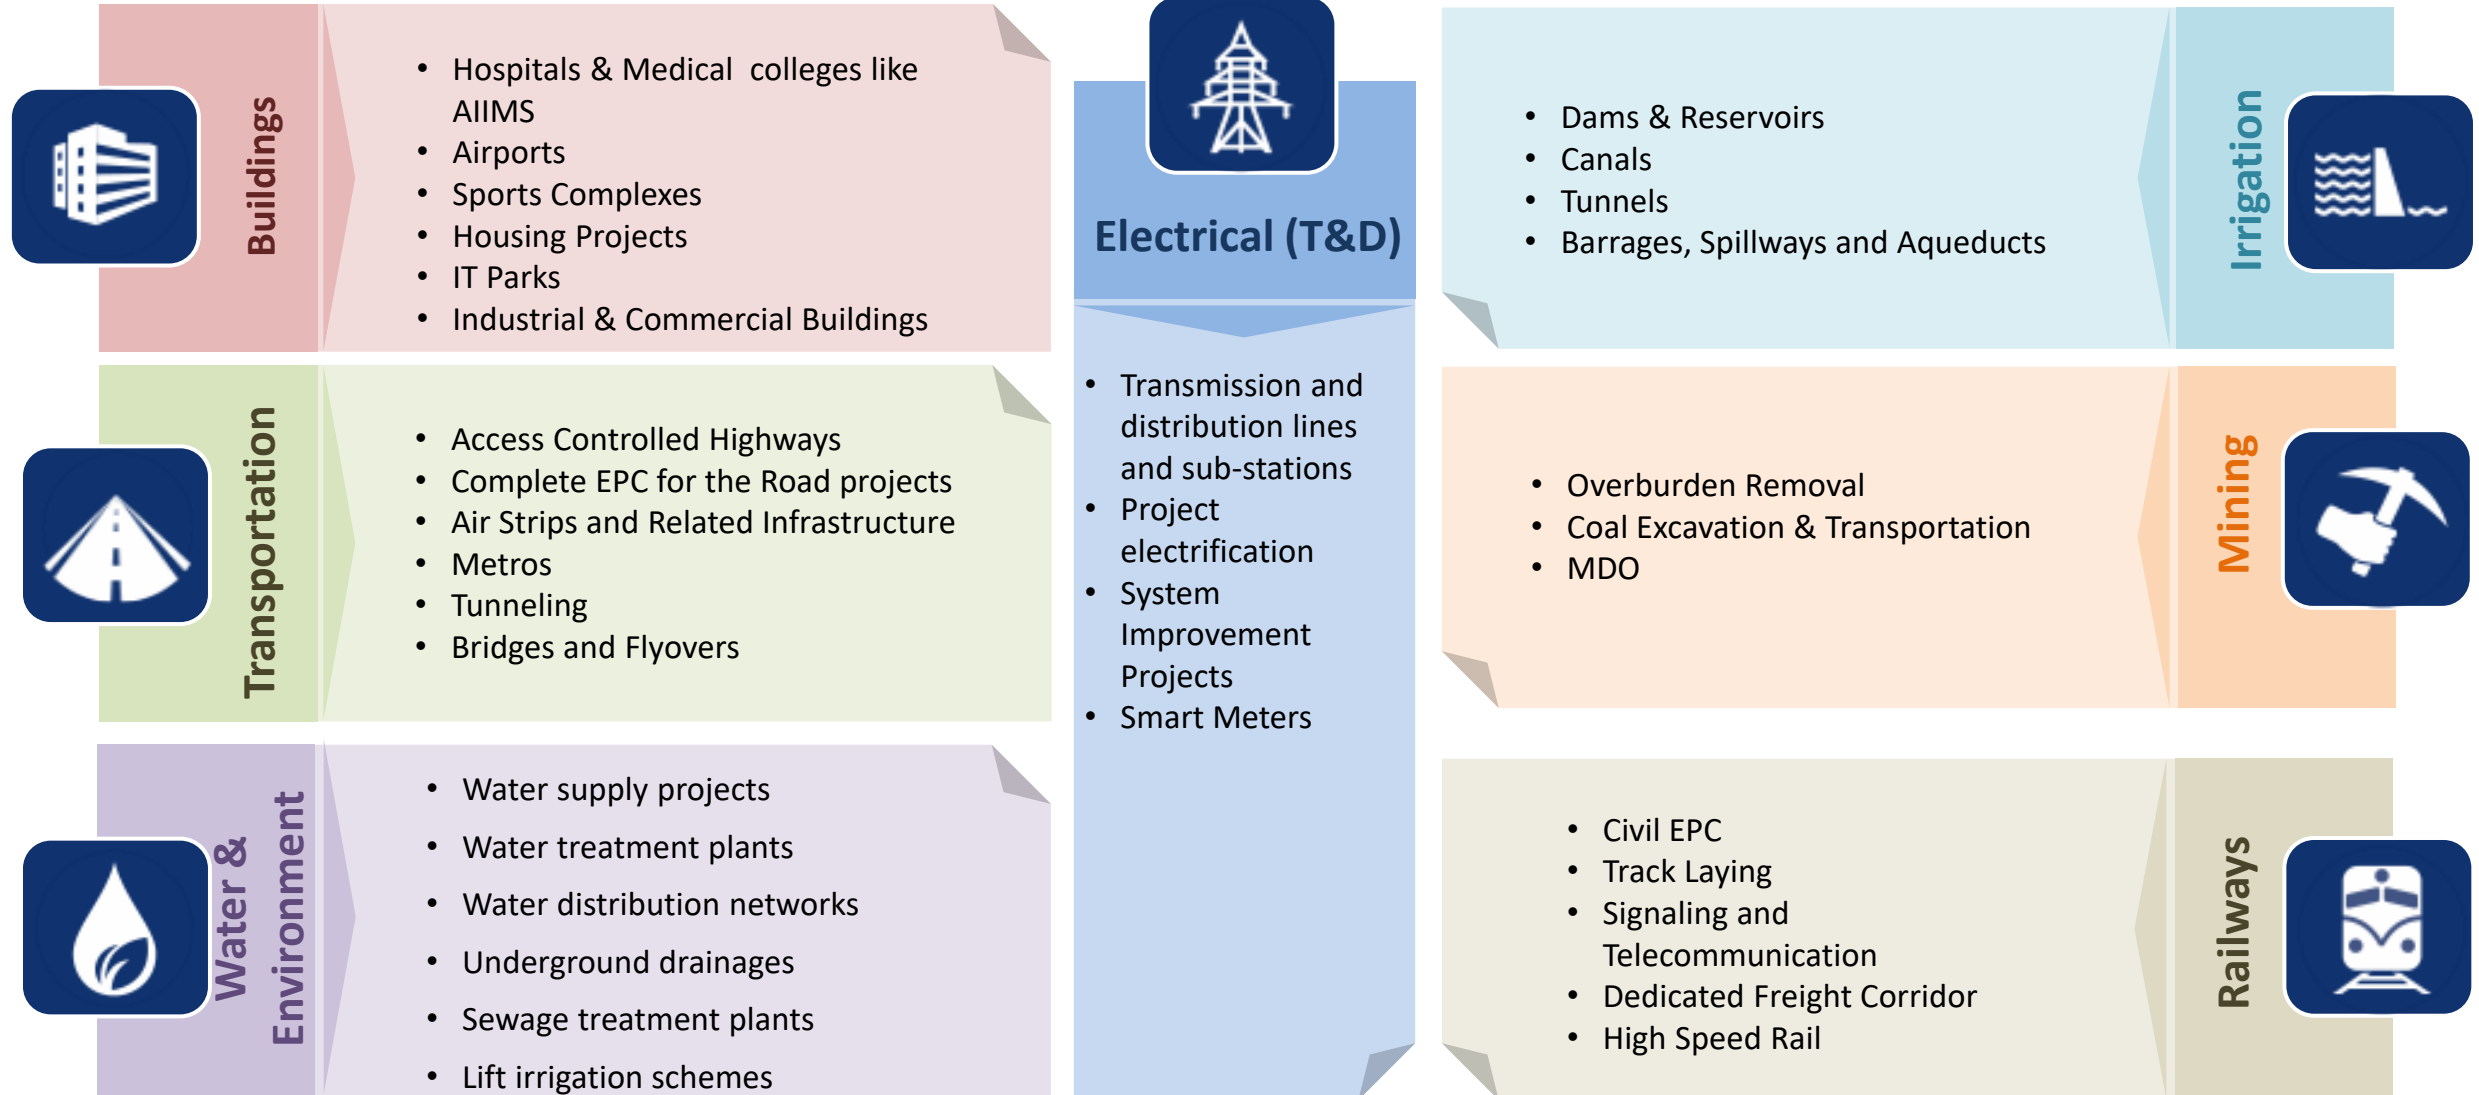 Buildings
• Hospitals & Medical colleges like
AIIMS
• Airports
• Sports Complexes
• Housing Projects
• IT Parks
• Industrial & Commercial Buildings
Transportation
• Access Controlled Highways
• Complete EPC for the Road projects
• Air Strips and Related Infrastructure
• Metros
• Tunneling
• Bridges and Flyovers
Water &
Environment
• Water supply projects
• Water treatment plants
• Water distribution networks
• Underground drainages
• Sewage treatment plants
• Lift irrigation schemes
Electrical (T&D)
• Transmission and
distribution lines
and sub-stations
• Project
electrification
• System
Improvement
Projects
• Smart Meters
Irrigation
• Dams & Reservoirs
• Canals
• Tunnels
• Barrages, Spillways and Aqueducts
Mining
• Overburden Removal
• Coal Excavation & Transportation
• MDO
Railways
• Civil EPC
• Track Laying
• Signaling and
Telecommunication
• Dedicated Freight Corridor
• High Speed Rail